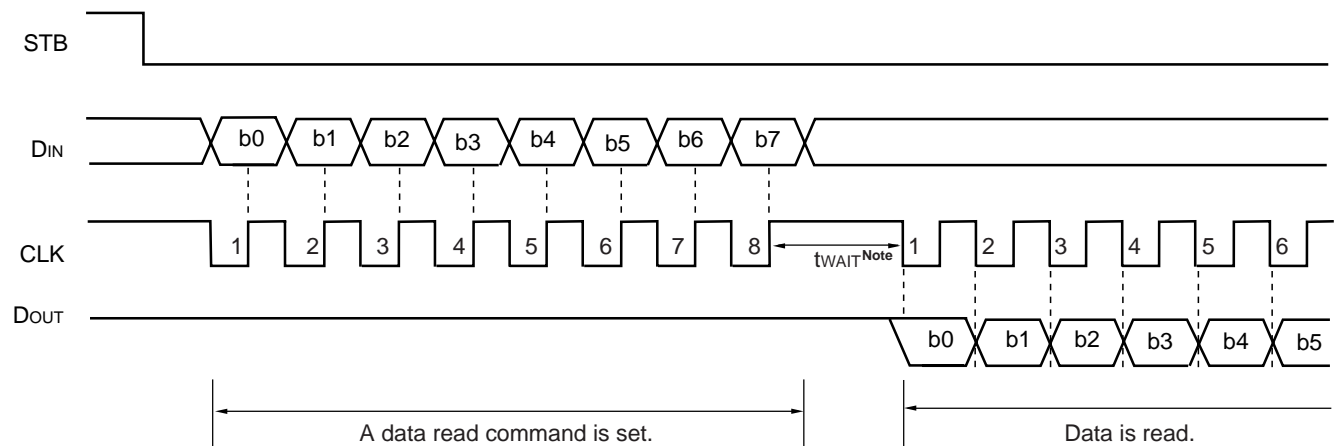 STB
DIN b0 b1 b2 b3 b4 b5 b6 b7
CLK 1 2 3 4 5 6 7 8 tWAIT Note 1 2 3 4 5 6
DOUT b0 b1 b2 b3 b4 b5
A data read command is set. Data is read.